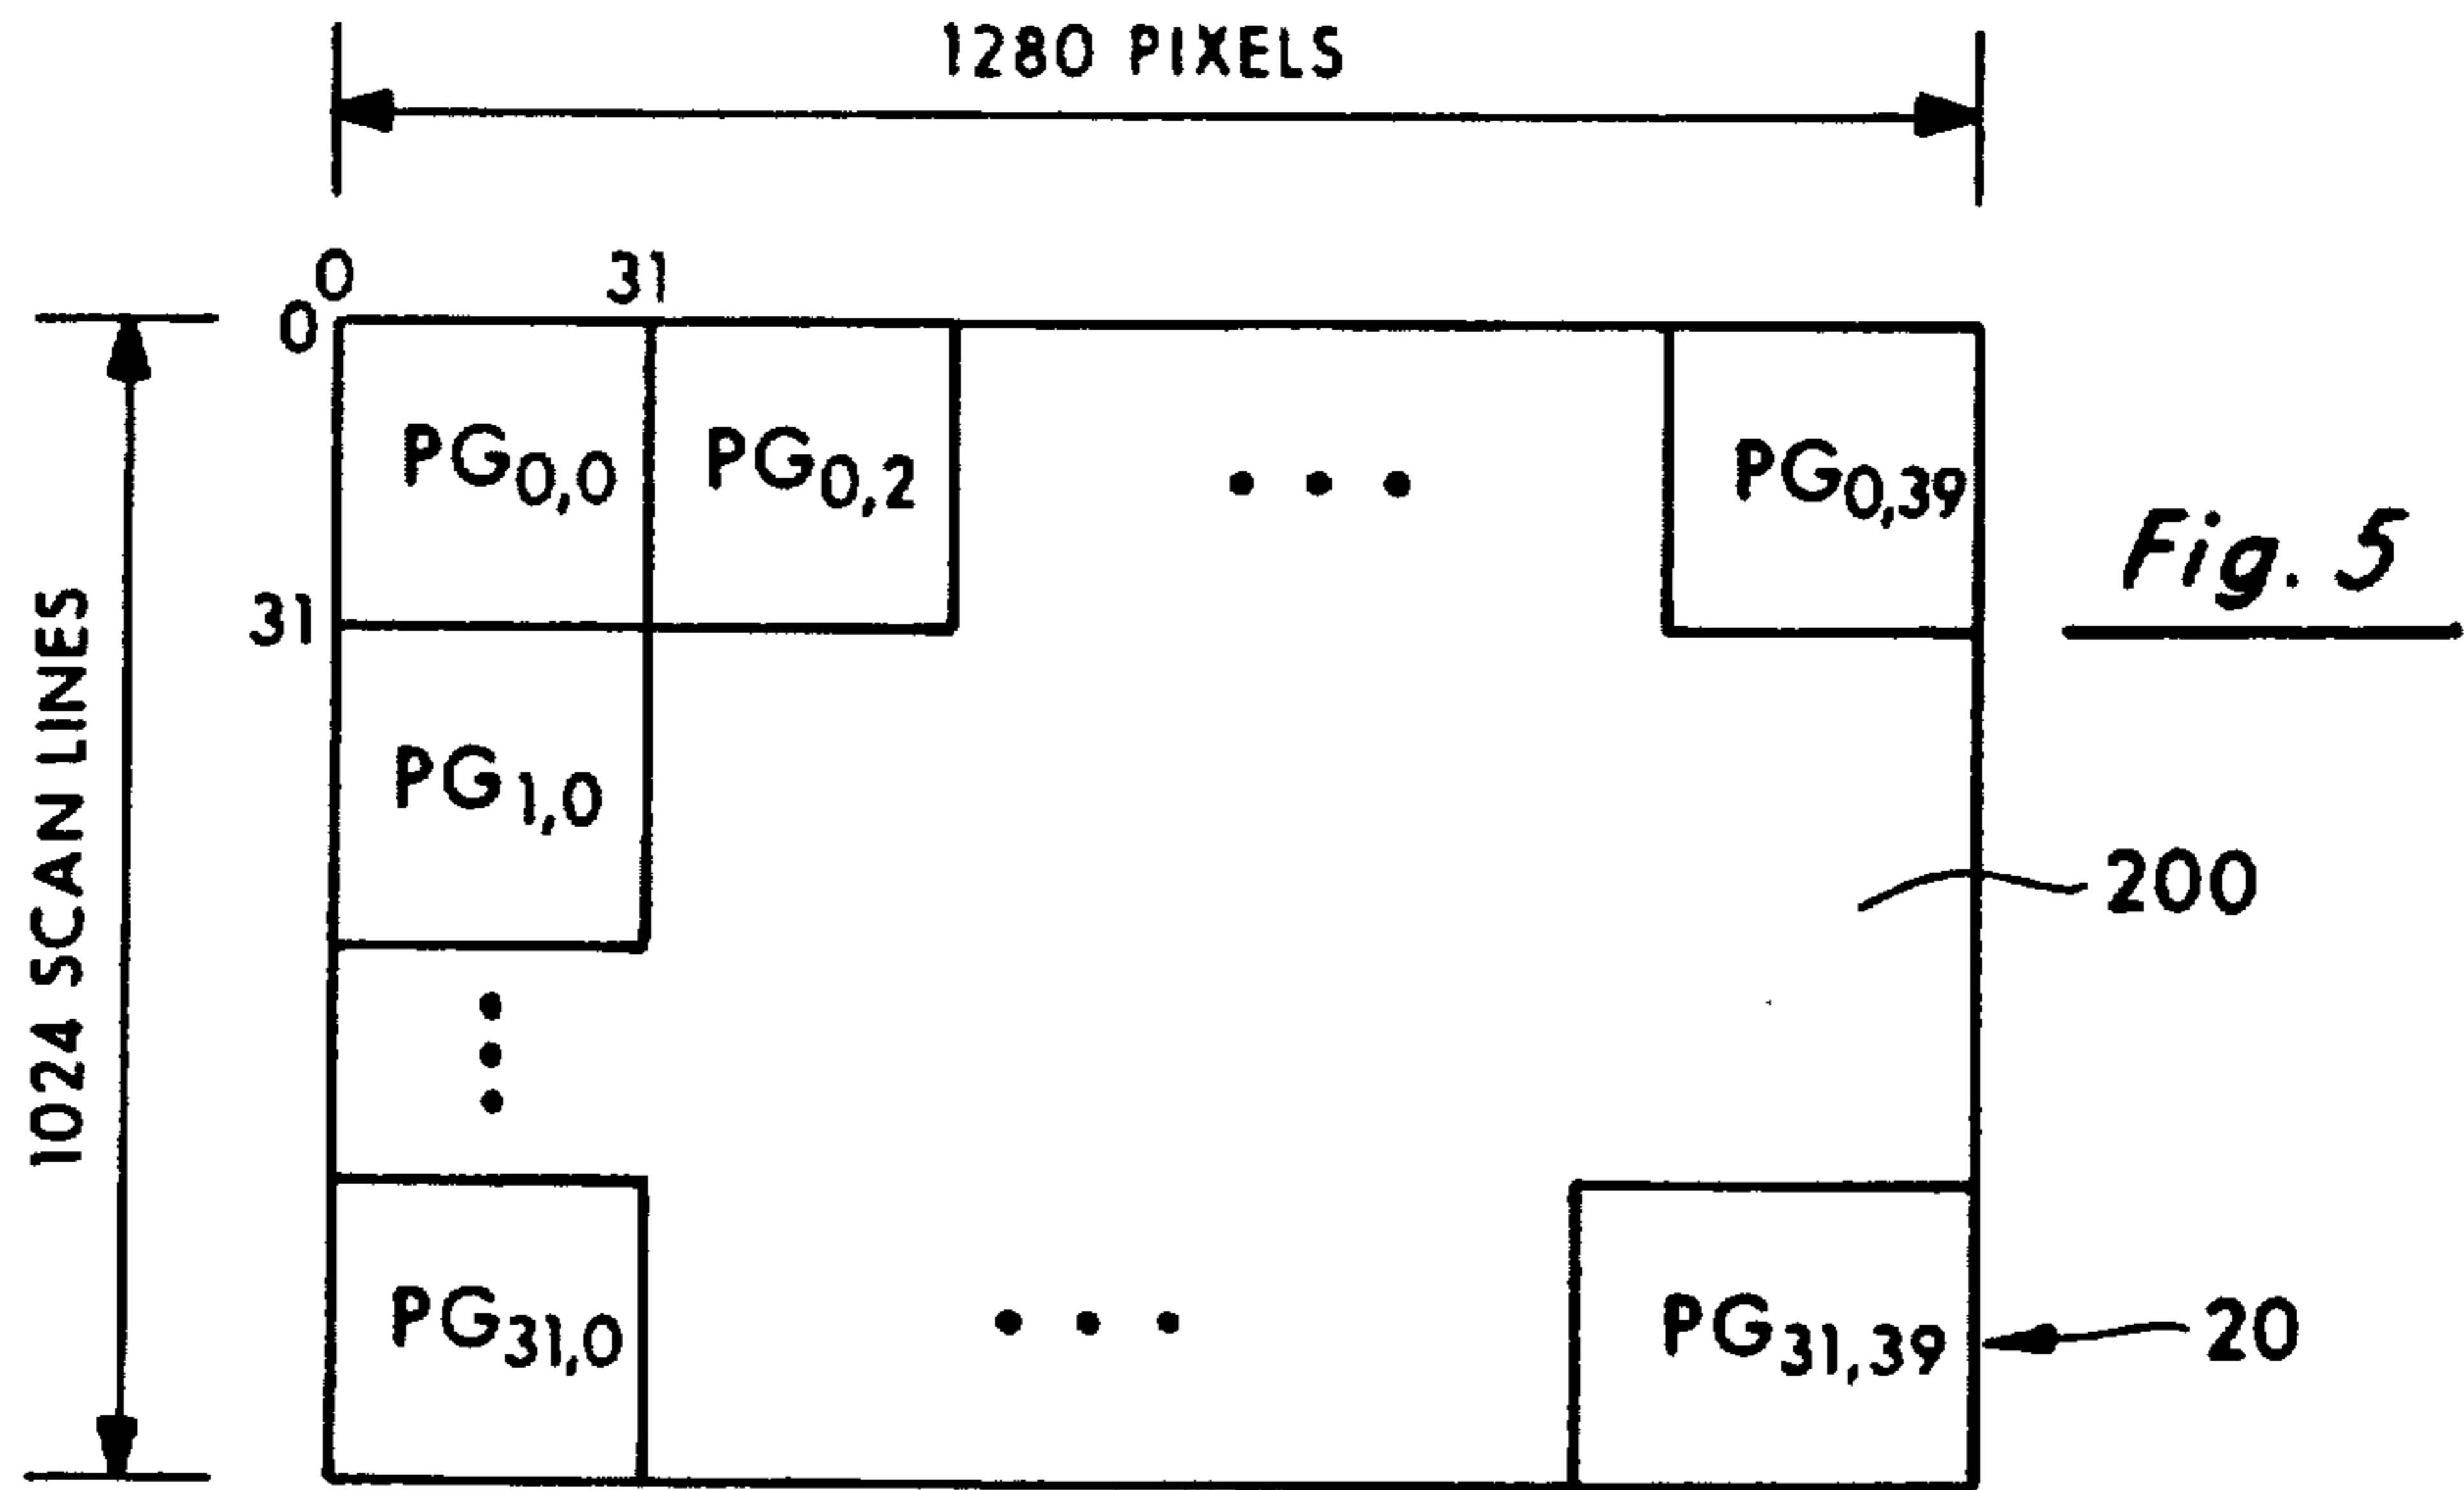 1280 PIXELS
0
31
0
PG0,0
PG0,2
PG0,39
Fig. 5
31
1024 SCAN LINES
PG1,0
200
PG31,0
PG31,39
20